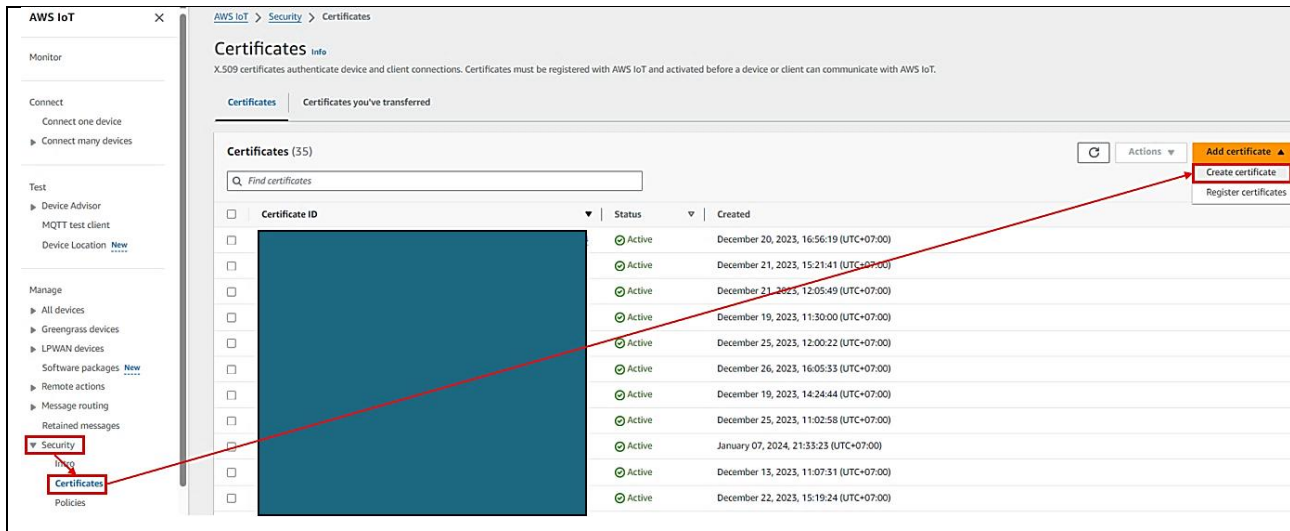 AWS IoT
Monitor
Connect
Connect one device
Connect many devices
Test
Device Advisor
MQTT test client
Device Location New
Manage
All devices
Greengrass devices
LPWAN devices
Software packages New
Remote actions
Message routing
Retained messages
Security
Intro
Certificates
Policies
AWS IoT > Security > Certificates
Certificates Info
X.509 certificates authenticate device and client connections. Certificates must be registered with AWS IoT and activated before a device or client can communicate with AWS IoT.
Certificates Certificates you've transferred
Certificates (35)
Actions
Add certificate
Create certificate
Register certificates
Find certificates
Certificate ID Status Created
Active December 20, 2023, 16:56:19 (UTC+07:00)
Active December 21, 2023, 15:21:41 (UTC+07:00)
Active December 21, 2023, 12:05:49 (UTC+07:00)
Active December 19, 2023, 11:30:00 (UTC+07:00)
Active December 25, 2023, 12:00:22 (UTC+07:00)
Active December 26, 2023, 16:05:33 (UTC+07:00)
Active December 19, 2023, 14:24:44 (UTC+07:00)
Active December 25, 2023, 11:02:58 (UTC+07:00)
Active January 07, 2024, 21:33:23 (UTC+07:00)
Active December 13, 2023, 11:07:31 (UTC+07:00)
Active December 22, 2023, 15:19:24 (UTC+07:00)